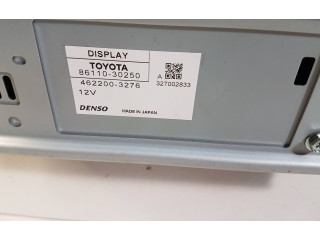 DISPLAY
TOYOTA
86110-30250
A
327002833
462200-3276
12V
DENSO
MADE IN JAPAN